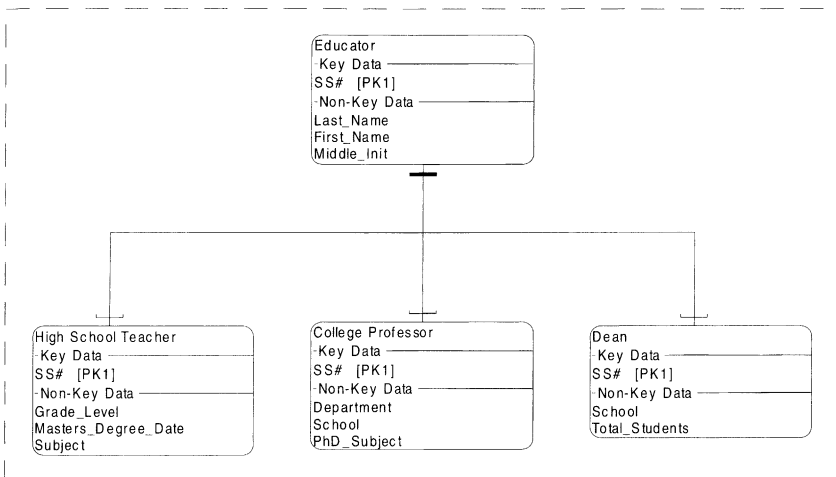 Educator
-Key Data
SS# [PK1]
-Non-Key Data
Last_Name
First_Name
Middle_Init
High School Teacher
-Key Data
SS# [PK1]
-Non-Key Data
Grade_Level
Masters_Degree_Date
Subject
College Professor
-Key Data
SS# [PK1]
-Non-Key Data
Department
School
PhD_Subject
Dean
-Key Data
SS# [PK1]
-Non-Key Data
School
Total_Students